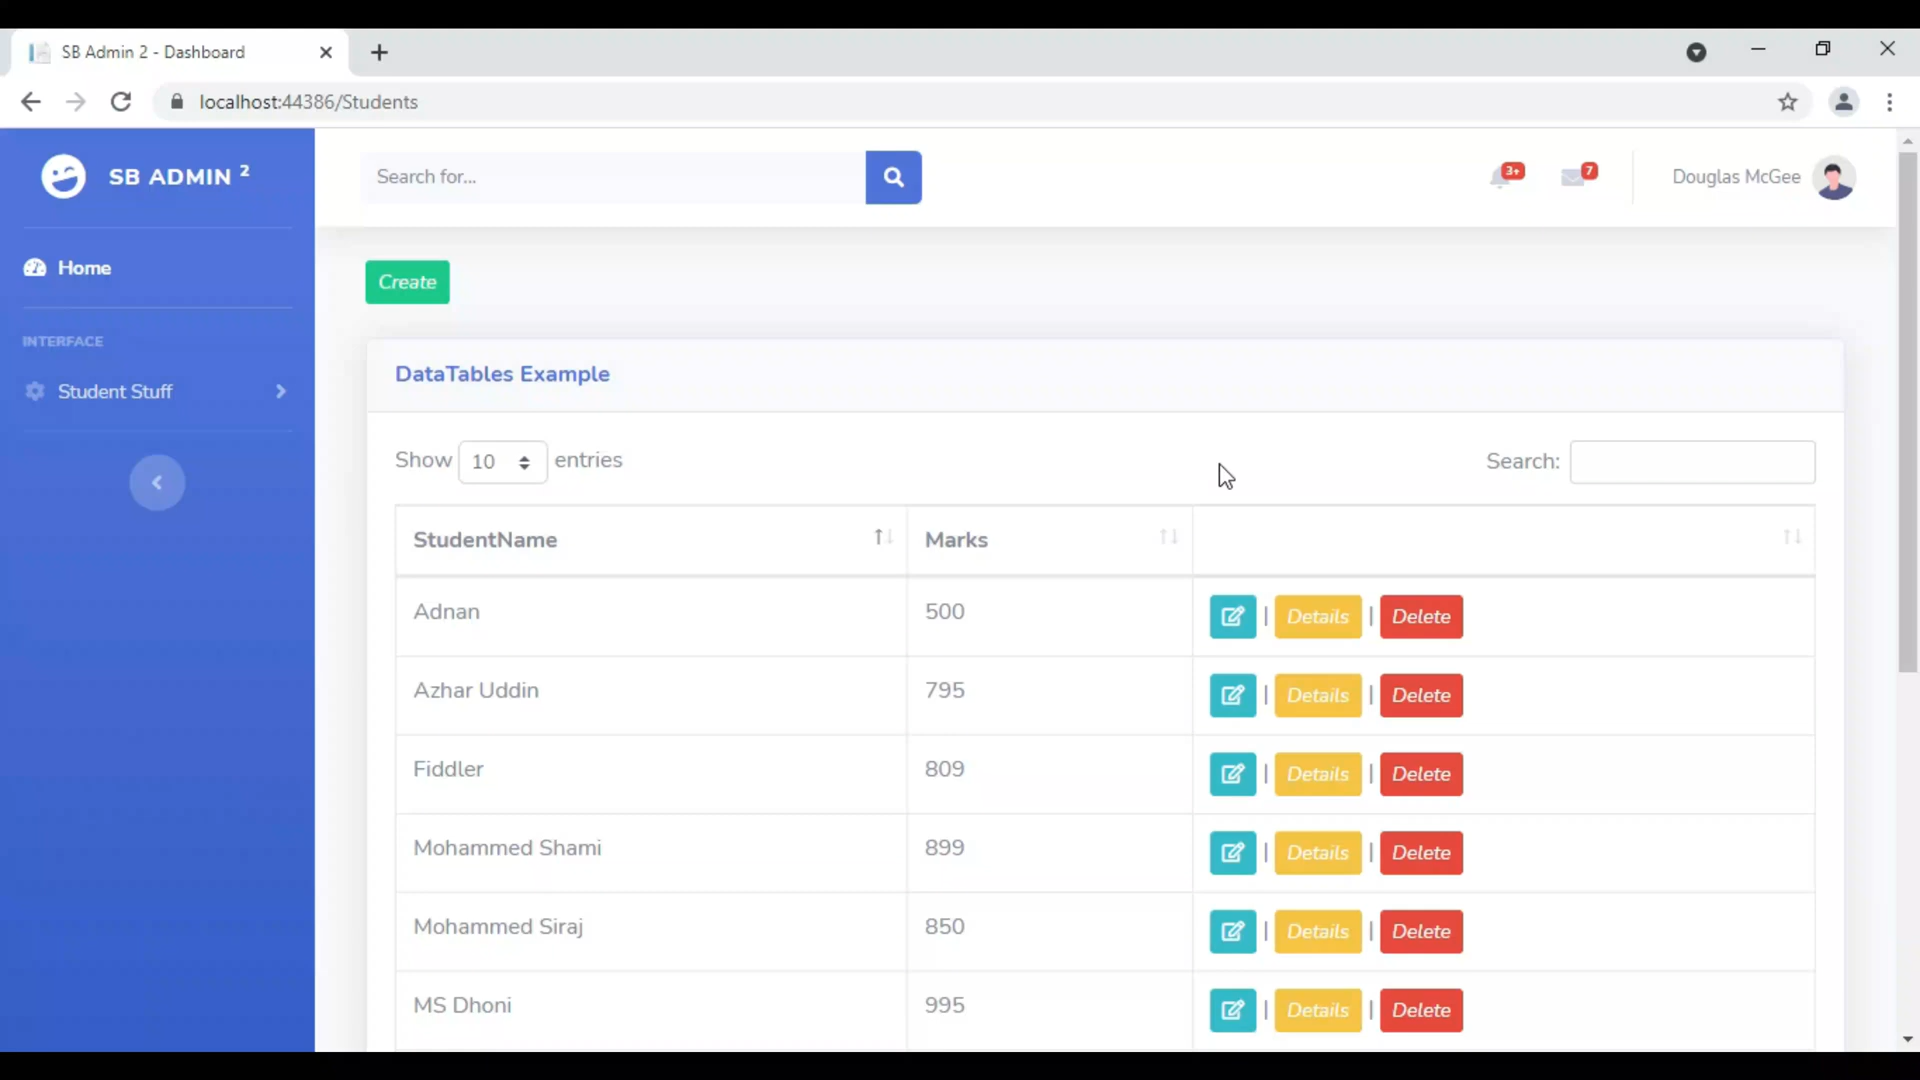 SB Admin 2 - Dashboard
localhost:44386/Students
SB ADMIN 2
Search for...
3+
7
Douglas McGee
Home
Create
INTERFACE
DataTables Example
Student Stuff
Show 10 entries
Search:
StudentName Marks
Adnan 500 | Details | Delete
Azhar Uddin 795 | Details | Delete
Fiddler 809 | Details | Delete
Mohammed Shami 899 | Details | Delete
Mohammed Siraj 850 | Details | Delete
MS Dhoni 995 | Details | Delete